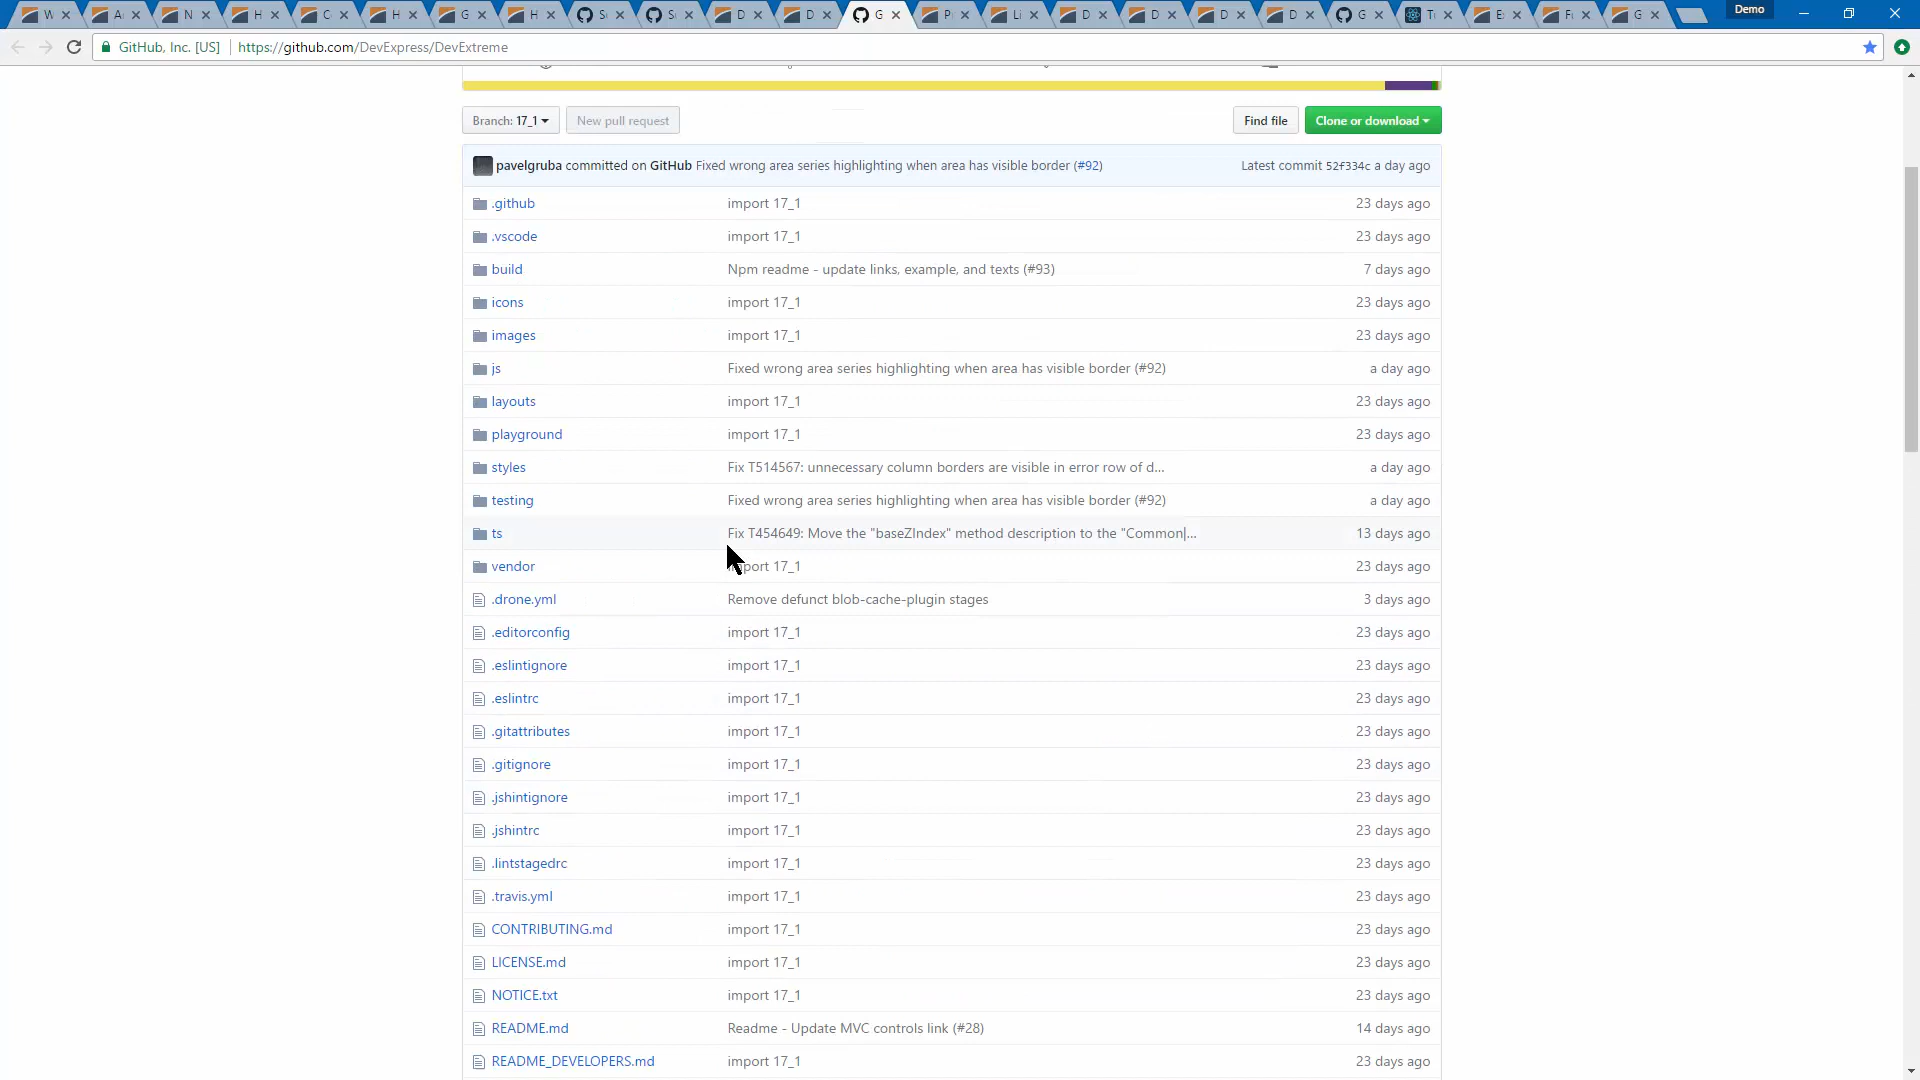 W A N H C H G H S S D D G P Li D D D D G T E F G Demo
GitHub, Inc. [US] https://github.com/DevExpress/DevExtreme
Branch: 17_1 New pull request Find file Clone or download
pavelgruba committed on GitHub Fixed wrong area series highlighting when area has visible border (#92) Latest commit 52f334c a day ago
.github import 17_1 23 days ago
.vscode import 17_1 23 days ago
build Npm readme - update links, example, and texts (#93) 7 days ago
icons import 17_1 23 days ago
images import 17_1 23 days ago
js Fixed wrong area series highlighting when area has visible border (#92) a day ago
layouts import 17_1 23 days ago
playground import 17_1 23 days ago
styles Fix T514567: unnecessary column borders are visible in error row of d... a day ago
testing Fixed wrong area series highlighting when area has visible border (#92) a day ago
ts Fix T454649: Move the "baseZIndex" method description to the "Common|... 13 days ago
vendor import 17_1 23 days ago
.drone.yml Remove defunct blob-cache-plugin stages 3 days ago
.editorconfig import 17_1 23 days ago
.eslintignore import 17_1 23 days ago
.eslintrc import 17_1 23 days ago
.gitattributes import 17_1 23 days ago
.gitignore import 17_1 23 days ago
.jshintignore import 17_1 23 days ago
.jshintrc import 17_1 23 days ago
.lintstagedrc import 17_1 23 days ago
.travis.yml import 17_1 23 days ago
CONTRIBUTING.md import 17_1 23 days ago
LICENSE.md import 17_1 23 days ago
NOTICE.txt import 17_1 23 days ago
README.md Readme - Update MVC controls link (#28) 14 days ago
README_DEVELOPERS.md import 17_1 23 days ago